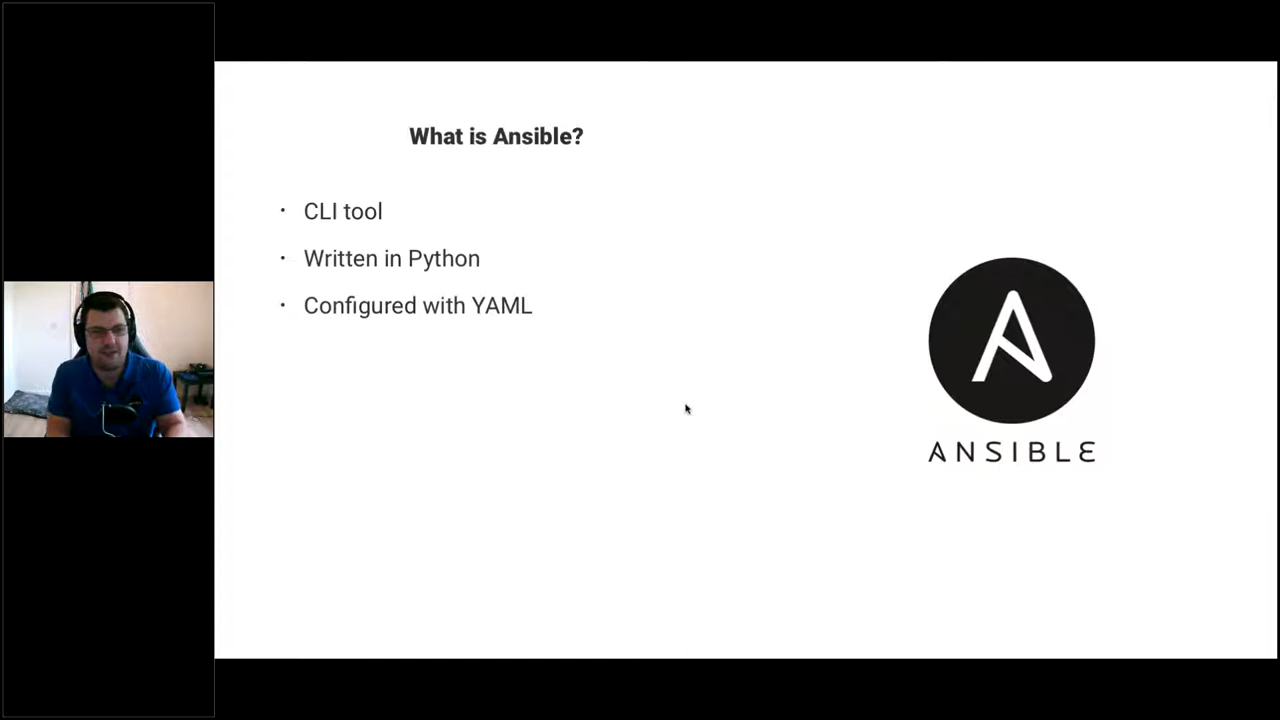 What is Ansible?
· CLI tool
· Written in Python
· Configured with YAML
ANSIBLE